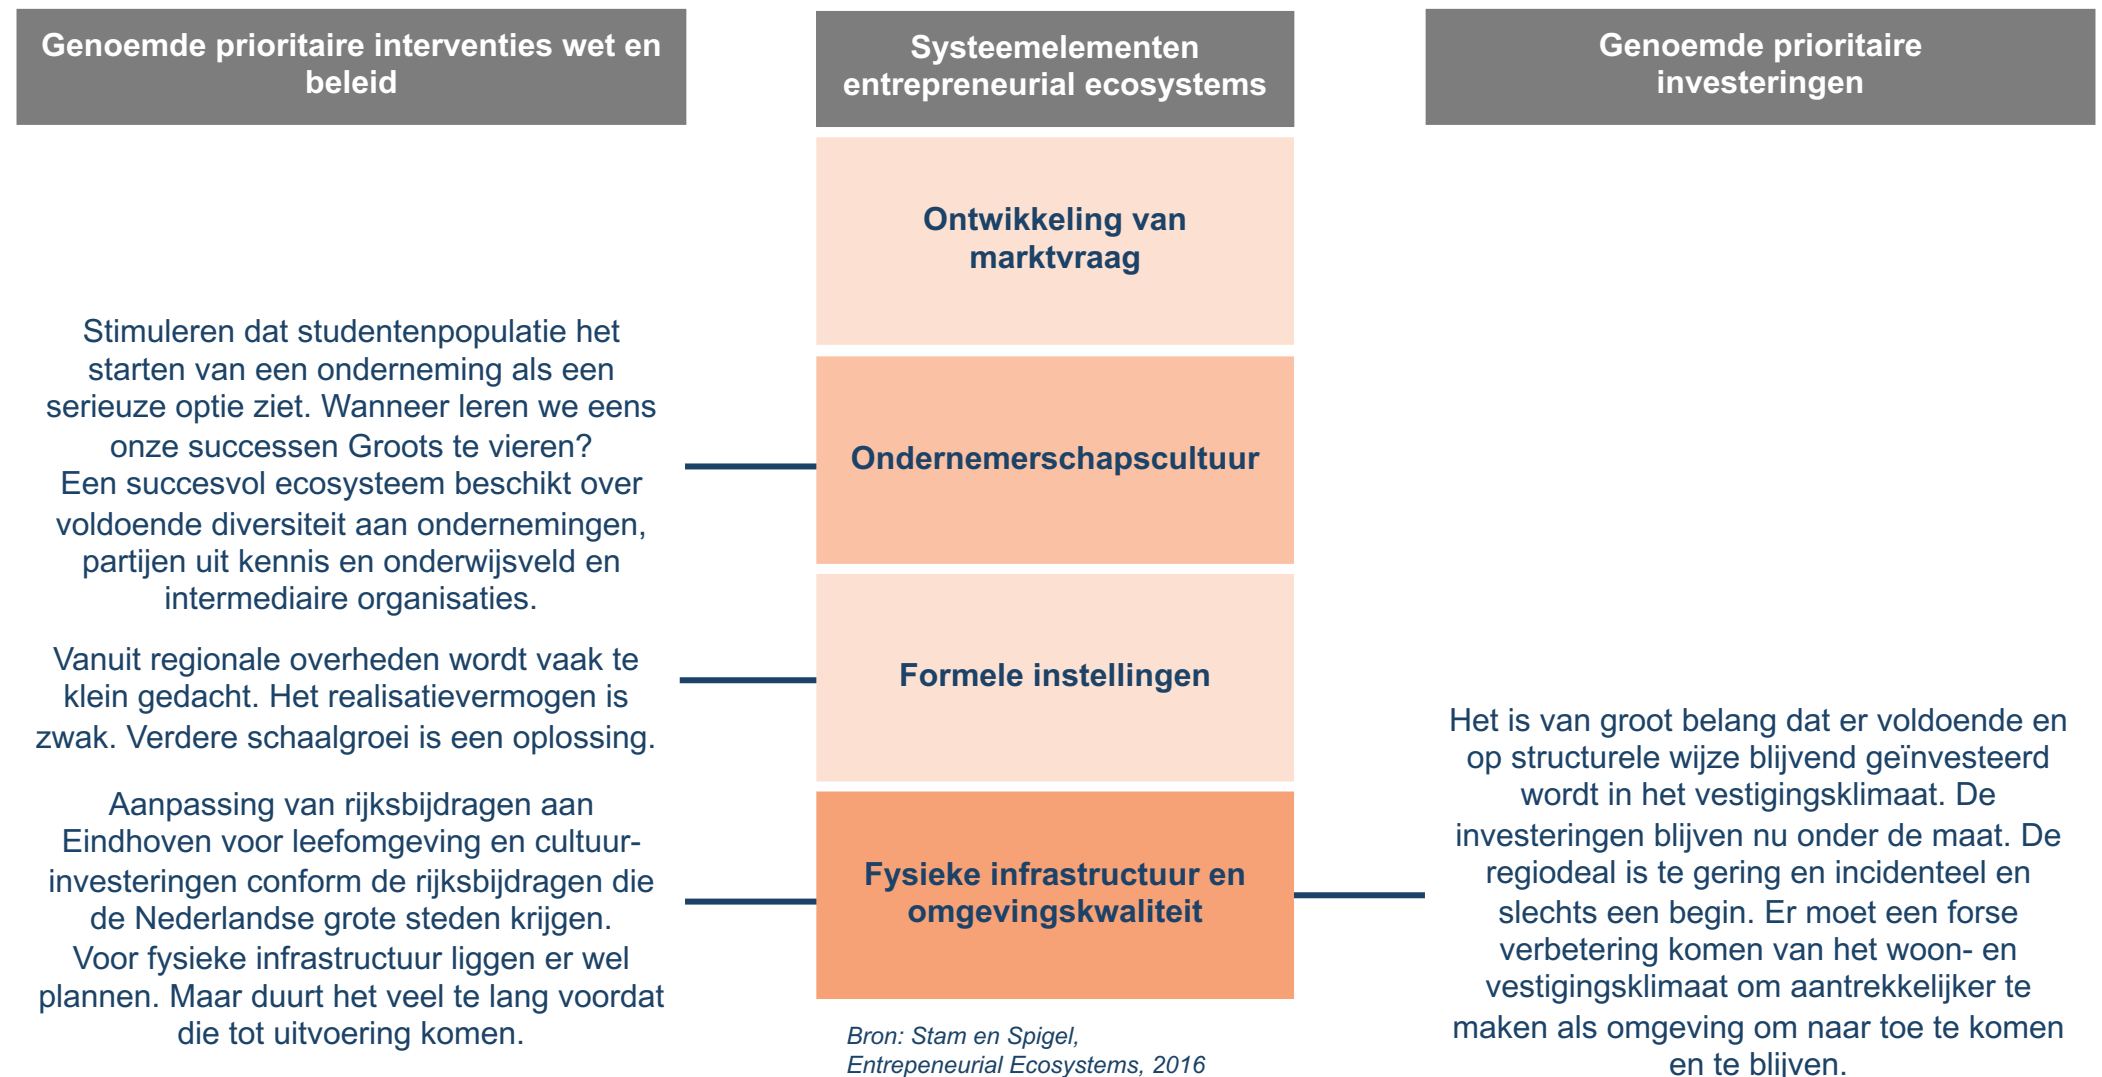 Genoemde prioritaire interventies wet en
beleid
Systeemelementen
entrepreneurial ecosystems
Genoemde prioritaire
investeringen
Ontwikkeling van
marktvraag
Stimuleren dat studentenpopulatie het
starten van een onderneming als een
serieuze optie ziet. Wanneer leren we eens
onze successen Groots te vieren?
Een succesvol ecosysteem beschikt over
voldoende diversiteit aan ondernemingen,
partijen uit kennis en onderwijsveld en
intermediaire organisaties.
Ondernemerschapscultuur
Vanuit regionale overheden wordt vaak te
klein gedacht. Het realisatievermogen is
zwak. Verdere schaalgroei is een oplossing.
Formele instellingen
Aanpassing van rijksbijdragen aan
Eindhoven voor leefomgeving en cultuur-
investeringen conform de rijksbijdragen die
de Nederlandse grote steden krijgen.
Voor fysieke infrastructuur liggen er wel
plannen. Maar duurt het veel te lang voordat
die tot uitvoering komen.
Fysieke infrastructuur en
omgevingskwaliteit
Het is van groot belang dat er voldoende en
op structurele wijze blijvend geïnvesteerd
wordt in het vestigingsklimaat. De
investeringen blijven nu onder de maat. De
regiodeal is te gering en incidenteel en
slechts een begin. Er moet een forse
verbetering komen van het woon- en
vestigingsklimaat om aantrekkelijker te
maken als omgeving om naar toe te komen
en te blijven.
Bron: Stam en Spigel,
Entrepeneurial Ecosystems, 2016